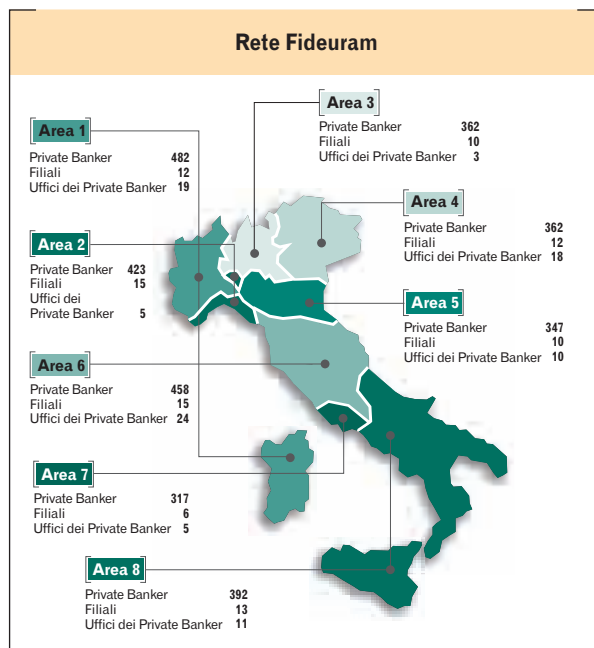 Rete Fideuram
Area 1
Private Banker 482
Filiali 12
Uffici dei Private Banker 19
Area 2
Private Banker 423
Filiali 15
Uffici dei
Private Banker 5
Area 3
Private Banker 362
Filiali 10
Uffici dei Private Banker 3
Area 4
Private Banker 362
Filiali 12
Uffici dei Private Banker 18
Area 5
Private Banker 347
Filiali 10
Uffici dei Private Banker 10
Area 6
Private Banker 458
Filiali 15
Uffici dei Private Banker 24
Area 7
Private Banker 317
Filiali 6
Uffici dei Private Banker 5
Area 8
Private Banker 392
Filiali 13
Uffici dei Private Banker 11